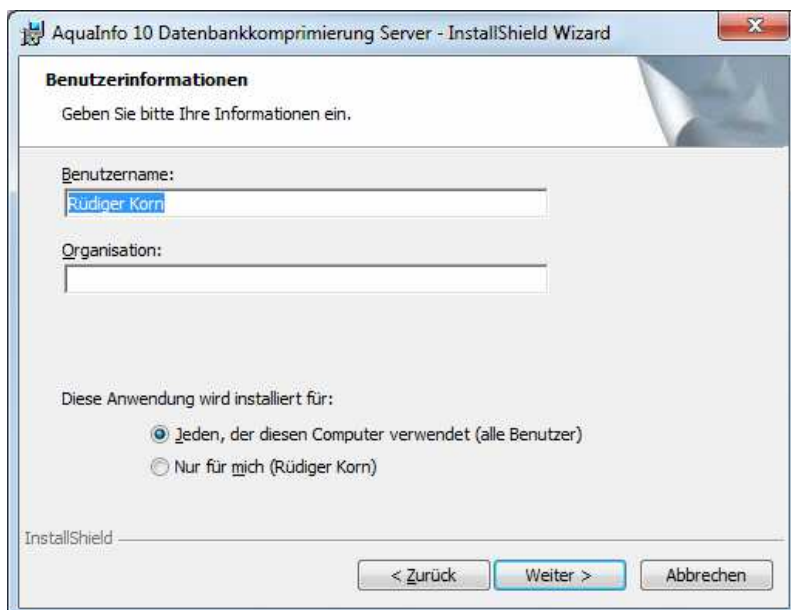 AquaInfo 10 Datenbankkomprimierung Server - InstallShield Wizard
Benutzerinformationen
Geben Sie bitte Ihre Informationen ein.
Benutzername:
Rüdiger Korn
Organisation:
Diese Anwendung wird installiert für:
Jeden, der diesen Computer verwendet (alle Benutzer)
Nur für mich (Rüdiger Korn)
InstallShield
< Zurück Weiter > Abbrechen